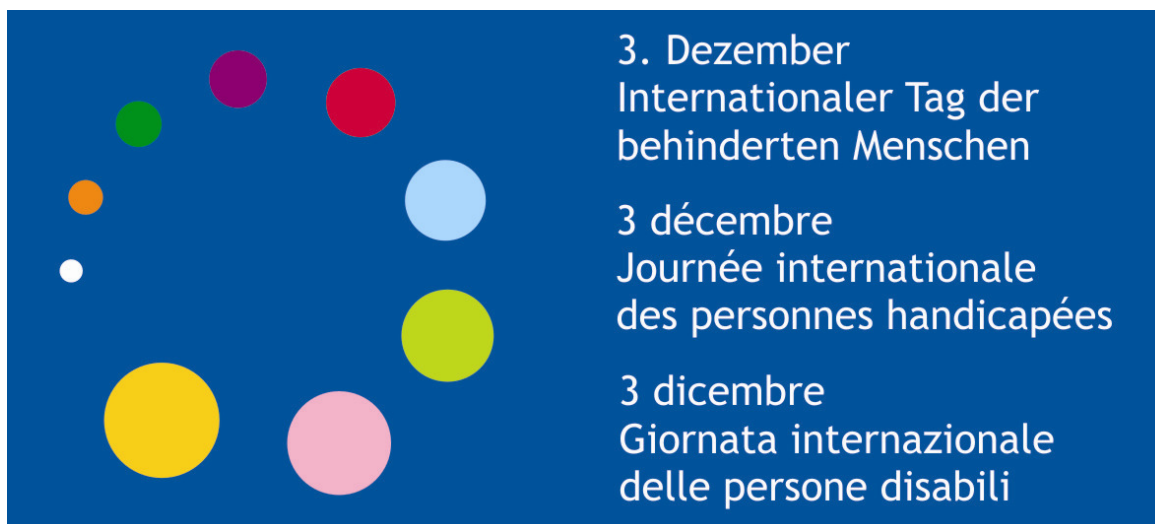 3. Dezember
Internationaler Tag der
behinderten Menschen
3 décembre
Journée internationale
des personnes handicapées
3 dicembre
Giornata internazionale
delle persone disabili